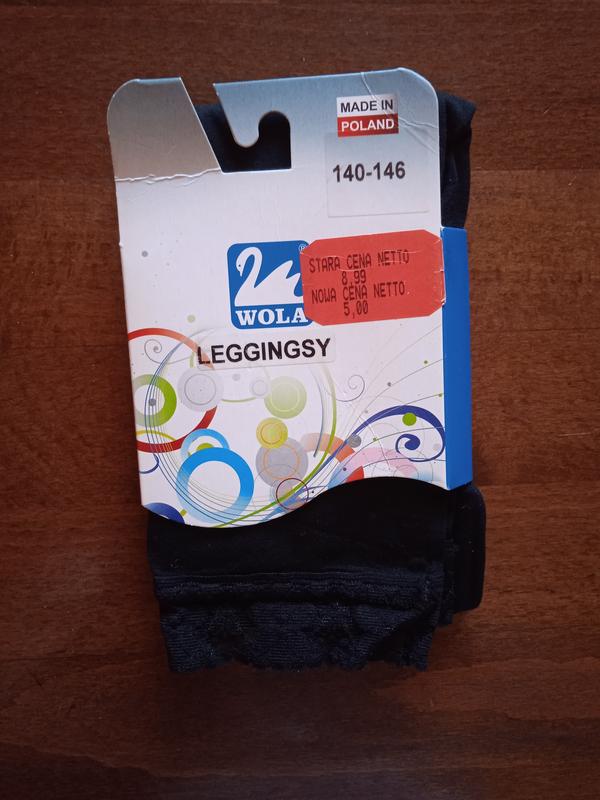 MADE IN
POLAND
140-146
STARA CENA NETTO
8,99
NOWA CENA NETTO
5,00
®
WOLA
LEGGINGSY